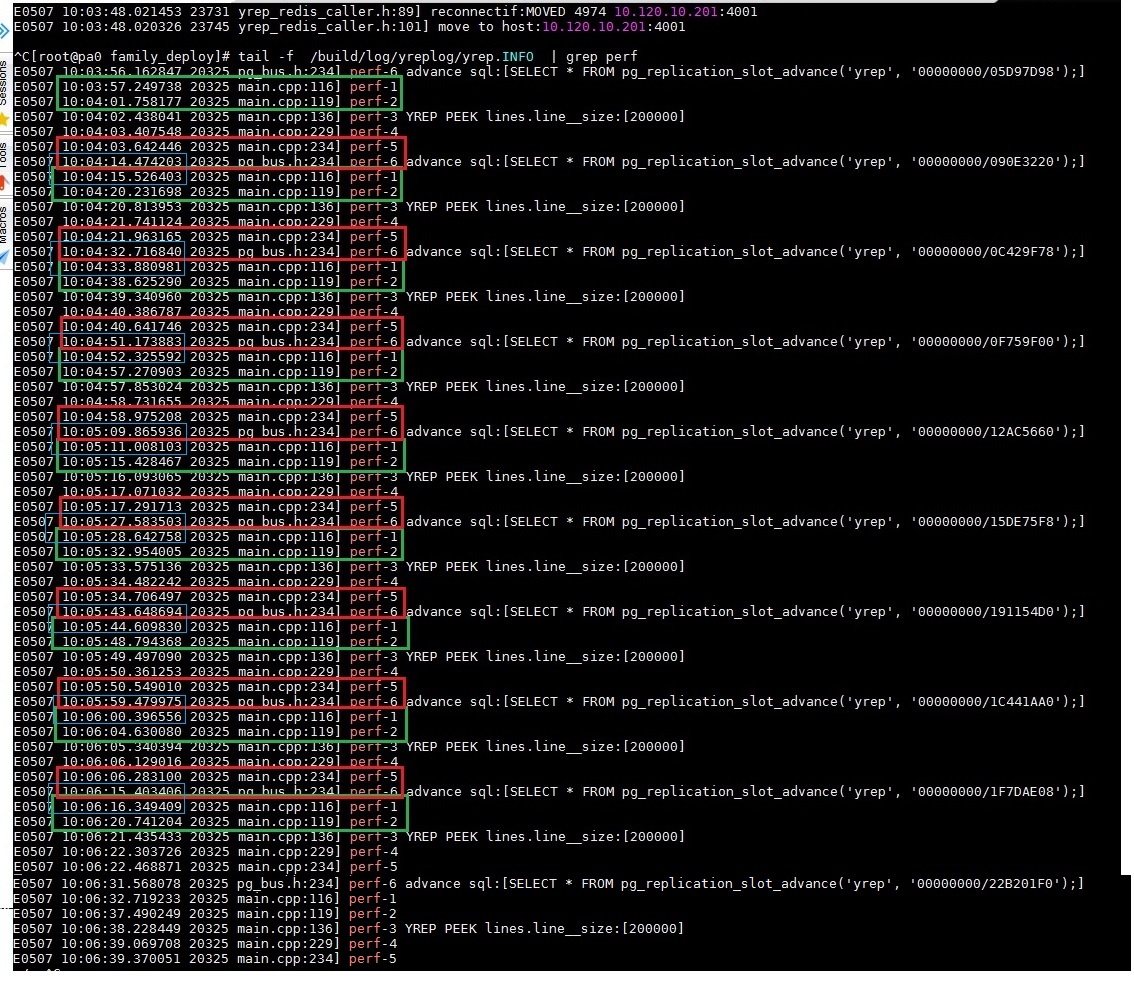 E0507 10:03:48.021453 23731 yrep_redis_caller.h:89] reconnectif:MOVED 4974 10.120.10.201:4001
E0507 10:03:48.020326 23745 yrep_redis_caller.h:101] move to host:10.120.10.201:4001
^C[root@pa0 family_deploy]# tail -f  /build/log/yreplog/yrep.INFO  | grep perf
E0507 10:03:56.162847 20325 pg_bus.h:234] perf-6 advance sql:[SELECT * FROM pg_replication_slot_advance('yrep', '00000000/05D97D98');]
E0507 10:03:57.249738 20325 main.cpp:116] perf-1
E0507 10:04:01.758177 20325 main.cpp:119] perf-2
E0507 10:04:02.438041 20325 main.cpp:136] perf-3 YREP PEEK lines.line__size:[200000]
E0507 10:04:03.407548 20325 main.cpp:229] perf-4
E0507 10:04:03.642446 20325 main.cpp:234] perf-5
E0507 10:04:14.474203 20325 pg_bus.h:234] perf-6 advance sql:[SELECT * FROM pg_replication_slot_advance('yrep', '00000000/090E3220');]
E0507 10:04:15.526403 20325 main.cpp:116] perf-1
E0507 10:04:20.231698 20325 main.cpp:119] perf-2
E0507 10:04:20.813953 20325 main.cpp:136] perf-3 YREP PEEK lines.line__size:[200000]
E0507 10:04:21.741124 20325 main.cpp:229] perf-4
E0507 10:04:21.963165 20325 main.cpp:234] perf-5
E0507 10:04:32.716840 20325 pg_bus.h:234] perf-6 advance sql:[SELECT * FROM pg_replication_slot_advance('yrep', '00000000/0C429F78');]
E0507 10:04:33.880981 20325 main.cpp:116] perf-1
E0507 10:04:38.625290 20325 main.cpp:119] perf-2
E0507 10:04:39.340960 20325 main.cpp:136] perf-3 YREP PEEK lines.line__size:[200000]
E0507 10:04:40.386787 20325 main.cpp:229] perf-4
E0507 10:04:40.641746 20325 main.cpp:234] perf-5
E0507 10:04:51.173883 20325 pg_bus.h:234] perf-6 advance sql:[SELECT * FROM pg_replication_slot_advance('yrep', '00000000/0F759F00');]
E0507 10:04:52.325592 20325 main.cpp:116] perf-1
E0507 10:04:57.270903 20325 main.cpp:119] perf-2
E0507 10:04:57.853024 20325 main.cpp:136] perf-3 YREP PEEK lines.line__size:[200000]
E0507 10:04:58.731655 20325 main.cpp:229] perf-4
E0507 10:04:58.975208 20325 main.cpp:234] perf-5
E0507 10:05:09.865936 20325 pg_bus.h:234] perf-6 advance sql:[SELECT * FROM pg_replication_slot_advance('yrep', '00000000/12AC5660');]
E0507 10:05:11.008103 20325 main.cpp:116] perf-1
E0507 10:05:15.428467 20325 main.cpp:119] perf-2
E0507 10:05:16.093065 20325 main.cpp:136] perf-3 YREP PEEK lines.line__size:[200000]
E0507 10:05:17.071032 20325 main.cpp:229] perf-4
E0507 10:05:17.291713 20325 main.cpp:234] perf-5
E0507 10:05:27.583503 20325 pg_bus.h:234] perf-6 advance sql:[SELECT * FROM pg_replication_slot_advance('yrep', '00000000/15DE75F8');]
E0507 10:05:28.642758 20325 main.cpp:116] perf-1
E0507 10:05:32.954005 20325 main.cpp:119] perf-2
E0507 10:05:33.575136 20325 main.cpp:136] perf-3 YREP PEEK lines.line__size:[200000]
E0507 10:05:34.482242 20325 main.cpp:229] perf-4
E0507 10:05:34.706497 20325 main.cpp:234] perf-5
E0507 10:05:43.648694 20325 pg_bus.h:234] perf-6 advance sql:[SELECT * FROM pg_replication_slot_advance('yrep', '00000000/191154D0');]
E0507 10:05:44.609830 20325 main.cpp:116] perf-1
E0507 10:05:48.794368 20325 main.cpp:119] perf-2
E0507 10:05:49.497090 20325 main.cpp:136] perf-3 YREP PEEK lines.line__size:[200000]
E0507 10:05:50.361253 20325 main.cpp:229] perf-4
E0507 10:05:50.549010 20325 main.cpp:234] perf-5
E0507 10:05:59.479975 20325 pg_bus.h:234] perf-6 advance sql:[SELECT * FROM pg_replication_slot_advance('yrep', '00000000/1C441AA0');]
E0507 10:06:00.396556 20325 main.cpp:116] perf-1
E0507 10:06:04.630080 20325 main.cpp:119] perf-2
E0507 10:06:05.340394 20325 main.cpp:136] perf-3 YREP PEEK lines.line__size:[200000]
E0507 10:06:06.129016 20325 main.cpp:229] perf-4
E0507 10:06:06.283100 20325 main.cpp:234] perf-5
E0507 10:06:15.403406 20325 pg_bus.h:234] perf-6 advance sql:[SELECT * FROM pg_replication_slot_advance('yrep', '00000000/1F7DAE08');]
E0507 10:06:16.349409 20325 main.cpp:116] perf-1
E0507 10:06:20.741204 20325 main.cpp:119] perf-2
E0507 10:06:21.435433 20325 main.cpp:136] perf-3 YREP PEEK lines.line__size:[200000]
E0507 10:06:22.303726 20325 main.cpp:229] perf-4
E0507 10:06:22.468871 20325 main.cpp:234] perf-5
E0507 10:06:31.568078 20325 pg_bus.h:234] perf-6 advance sql:[SELECT * FROM pg_replication_slot_advance('yrep', '00000000/22B201F0');]
E0507 10:06:32.719233 20325 main.cpp:116] perf-1
E0507 10:06:37.490249 20325 main.cpp:119] perf-2
E0507 10:06:38.228449 20325 main.cpp:136] perf-3 YREP PEEK lines.line__size:[200000]
E0507 10:06:39.069708 20325 main.cpp:229] perf-4
E0507 10:06:39.370051 20325 main.cpp:234] perf-5
Sessions
Tools
Macros